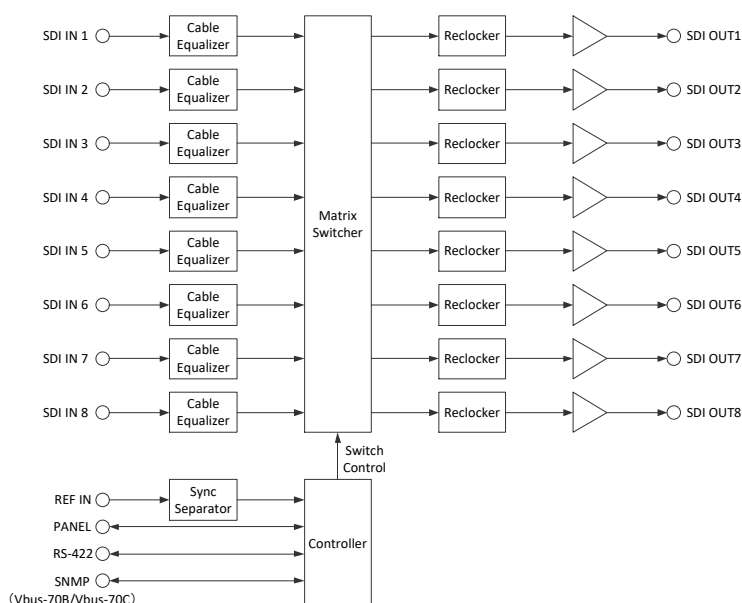 SDI IN 1
Cable
Equalizer
Reclocker
SDI OUT1
SDI IN 2
Cable
Equalizer
Reclocker
SDI OUT2
SDI IN 3
Cable
Equalizer
Reclocker
SDI OUT3
SDI IN 4
Cable
Equalizer
Reclocker
SDI OUT4
Matrix
Switcher
SDI IN 5
Cable
Equalizer
Reclocker
SDI OUT5
SDI IN 6
Cable
Equalizer
Reclocker
SDI OUT6
SDI IN 7
Cable
Equalizer
Reclocker
SDI OUT7
SDI IN 8
Cable
Equalizer
Reclocker
SDI OUT8
Switch
Control
REF IN
Sync
Separator
PANEL
RS-422
Controller
SNMP
(Vbus-70B/Vbus-70C)